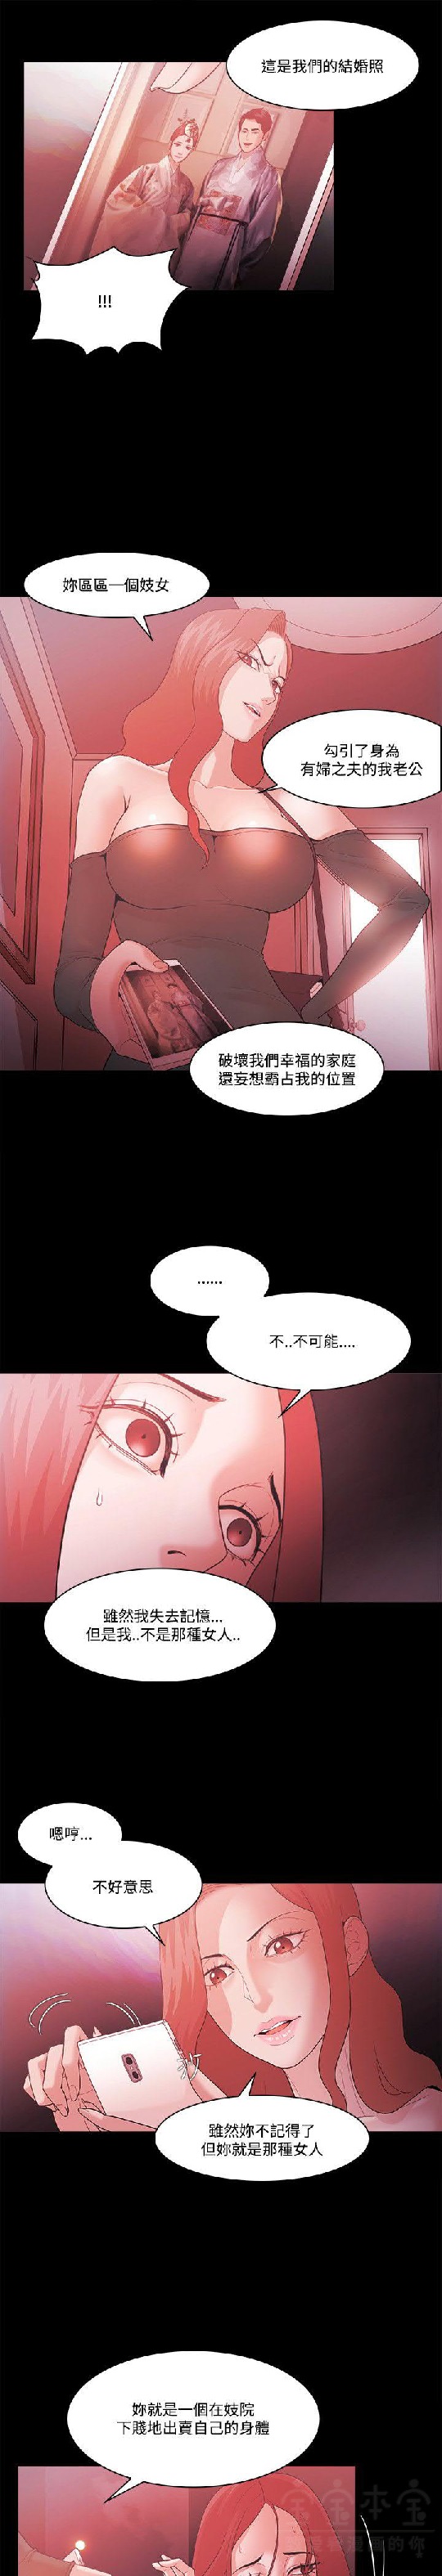 這是我們的結婚照
!!!
妳區區一個妓女
勾引了身為
有婦之夫的我老公
破壞我們幸福的家庭
還妄想霸占我的位置
......
不..不可能....
雖然我失去記憶...
但是我..不是那種女人..
嗯哼...
不好意思
雖然妳不記得了
但妳就是那種女人
妳就是一個在妓院
下賤地出賣自己的身體